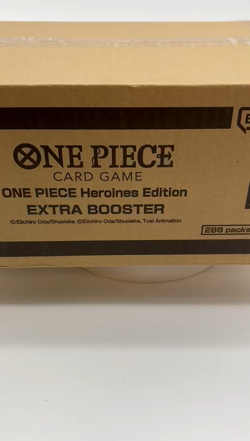 ONE PIECE
CARD GAME
ONE PIECE Heroines Edition
EXTRA BOOSTER
©Eiichiro Oda/Shueisha ©Eiichiro Oda/Shueisha, Toei Animation
288 packs